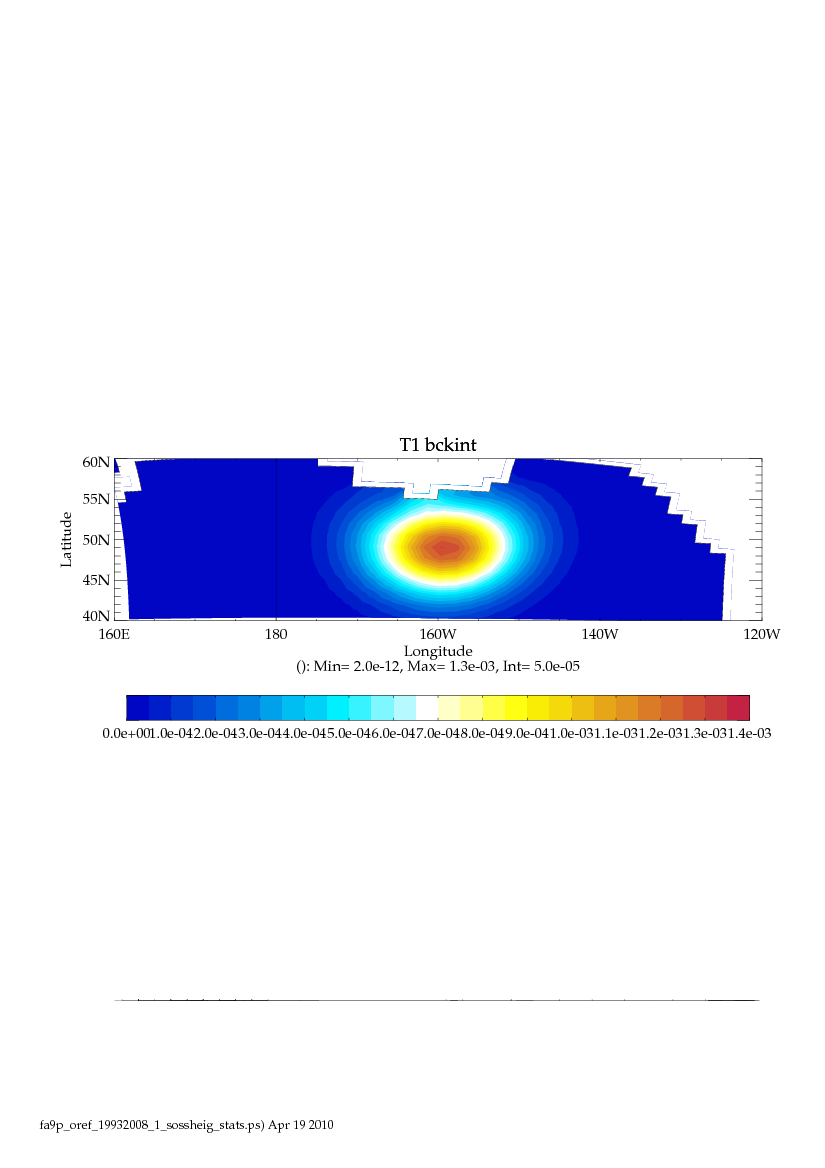 T1 bckint
60N
55N
50N
45N
40N
Latitude
160E 180 160W 140W 120W
Longitude
(): Min= 2.0e-12, Max= 1.3e-03, Int= 5.0e-05
0.0e+001.0e-042.0e-043.0e-044.0e-045.0e-046.0e-047.0e-048.0e-049.0e-041.0e-031.1e-031.2e-031.3e-031.4e-03
fa9p_oref_19932008_1_sossheig_stats.ps) Apr 19 2010